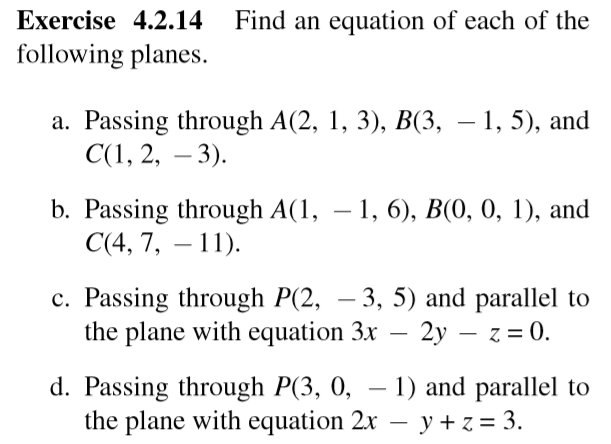 Exercise 4.2.14 Find an equation of each of the
following planes.
a. Passing through A(2, 1, 3), B(3, −1, 5), and
C(1, 2, −3).
b. Passing through A(1, −1, 6), B(0, 0, 1), and
C(4, 7, −11).
c. Passing through P(2, −3, 5) and parallel to
the plane with equation 3x − 2y − z = 0.
d. Passing through P(3, 0, −1) and parallel to
the plane with equation 2x − y + z = 3.